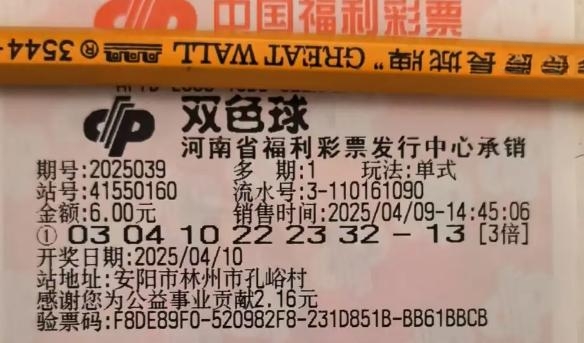 中国福利彩票
3544 ® GREAT WALL "長城牌
双色球
河南省福利彩票发行中心承销
期号:2025039 多 期:1 玩法:单式
站号:41550160 流水号:3-110161090
金额:6.00元 销售时间:2025/04/09-14:45:06
① 03 04 10 22 23 32 - 13 [3倍]
开奖日期:2025/04/10
站地址:安阳市林州市孔峪村
感谢您为公益事业贡献2.16元
验票码:F8DE89F0-520982F8-231D851B-BB61BBCB